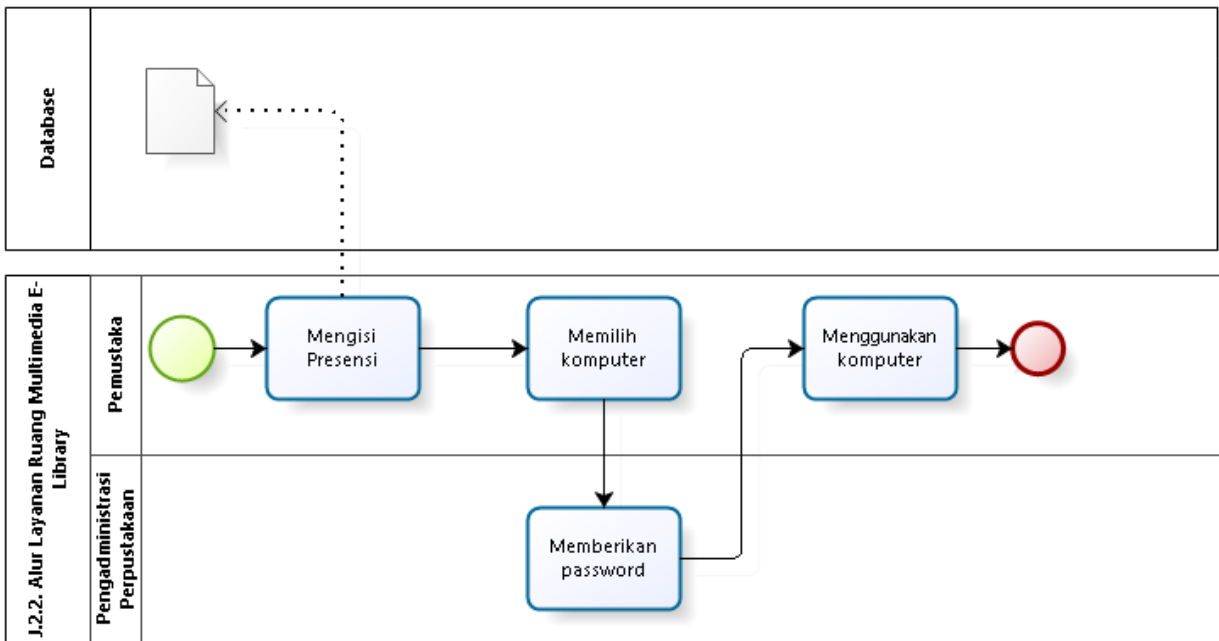 Database
J.2.2. Alur Layanan Ruang Multimedia E-
Library
Pemustaka
Mengisi
Presensi
Memilih
komputer
Menggunakan
komputer
Pengadministrasi
Perpustakaan
Memberikan
password